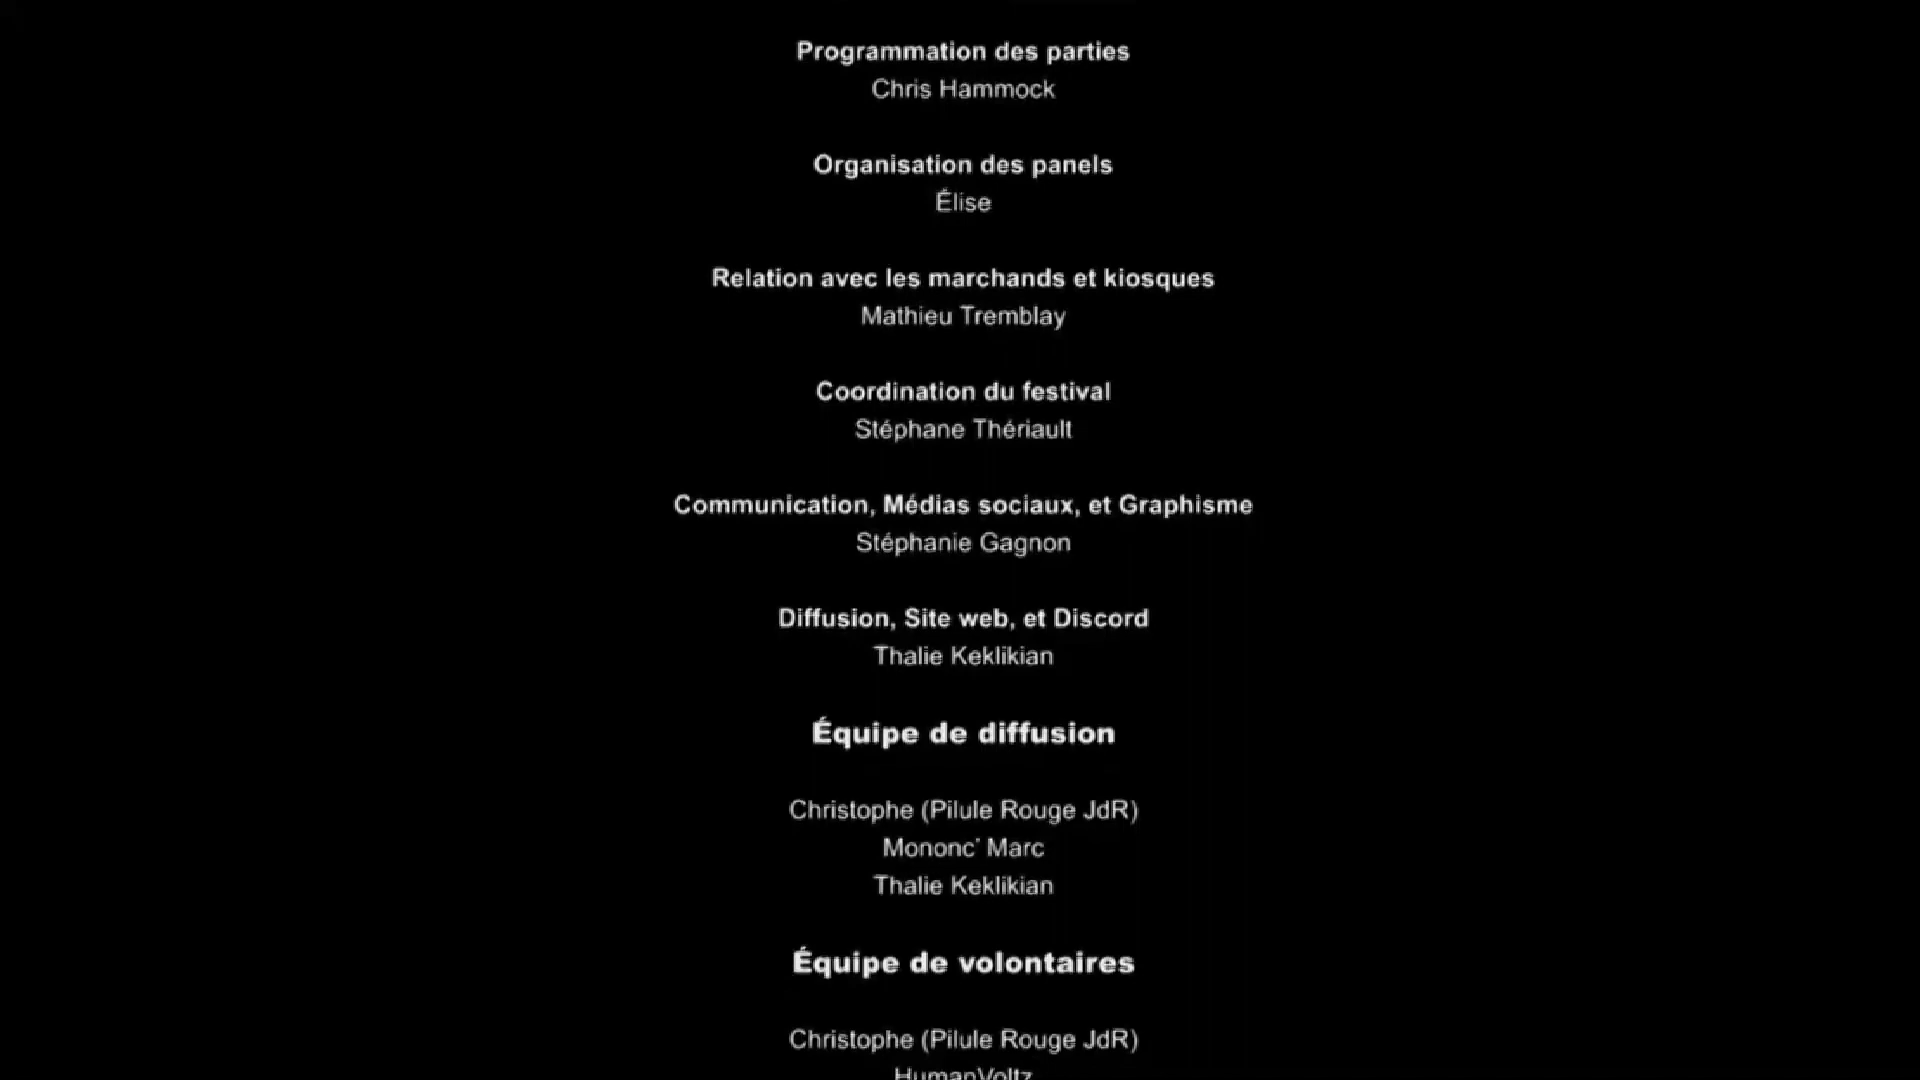 Programmation des parties
Chris Hammock
Organisation des panels
Élise
Relation avec les marchands et kiosques
Mathieu Tremblay
Coordination du festival
Stéphane Thériault
Communication, Médias sociaux, et Graphisme
Stéphanie Gagnon
Diffusion, Site web, et Discord
Thalie Keklikian
Équipe de diffusion
Christophe (Pilule Rouge JdR)
Mononc' Marc
Thalie Keklikian
Équipe de volontaires
Christophe (Pilule Rouge JdR)
HumanVoltz